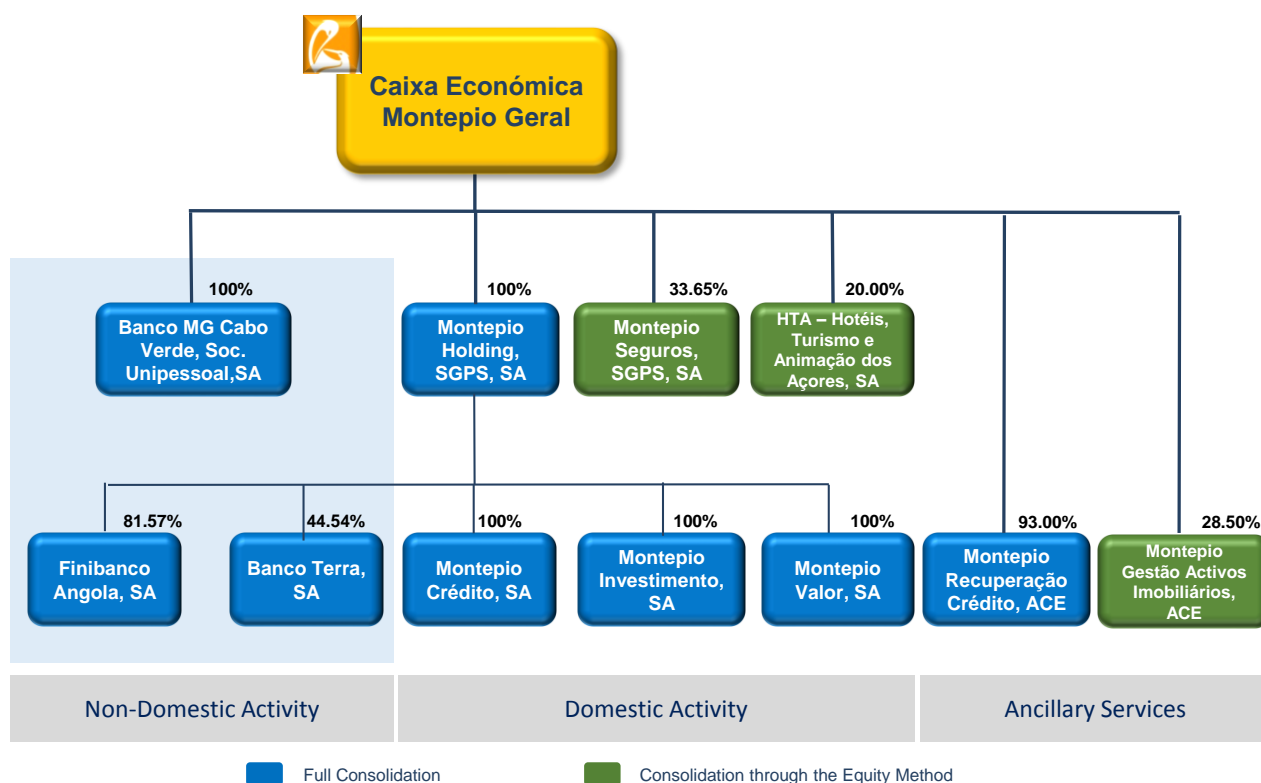 Caixa Económica
Montepio Geral
100%
Banco MG Cabo
Verde, Soc.
Unipessoal,SA
100%
Montepio
Holding,
SGPS, SA
33.65%
Montepio
Seguros,
SGPS, SA
20.00%
HTA – Hotéis,
Turismo e
Animação dos
Açores, SA
81.57%
Finibanco
Angola, SA
44.54%
Banco Terra,
SA
100%
Montepio
Crédito, SA
100%
Montepio
Investimento,
SA
100%
Montepio
Valor, SA
93.00%
Montepio
Recuperação
Crédito, ACE
28.50%
Montepio
Gestão Activos
Imobiliários,
ACE
Non-Domestic Activity
Domestic Activity
Ancillary Services
Full Consolidation
Consolidation through the Equity Method